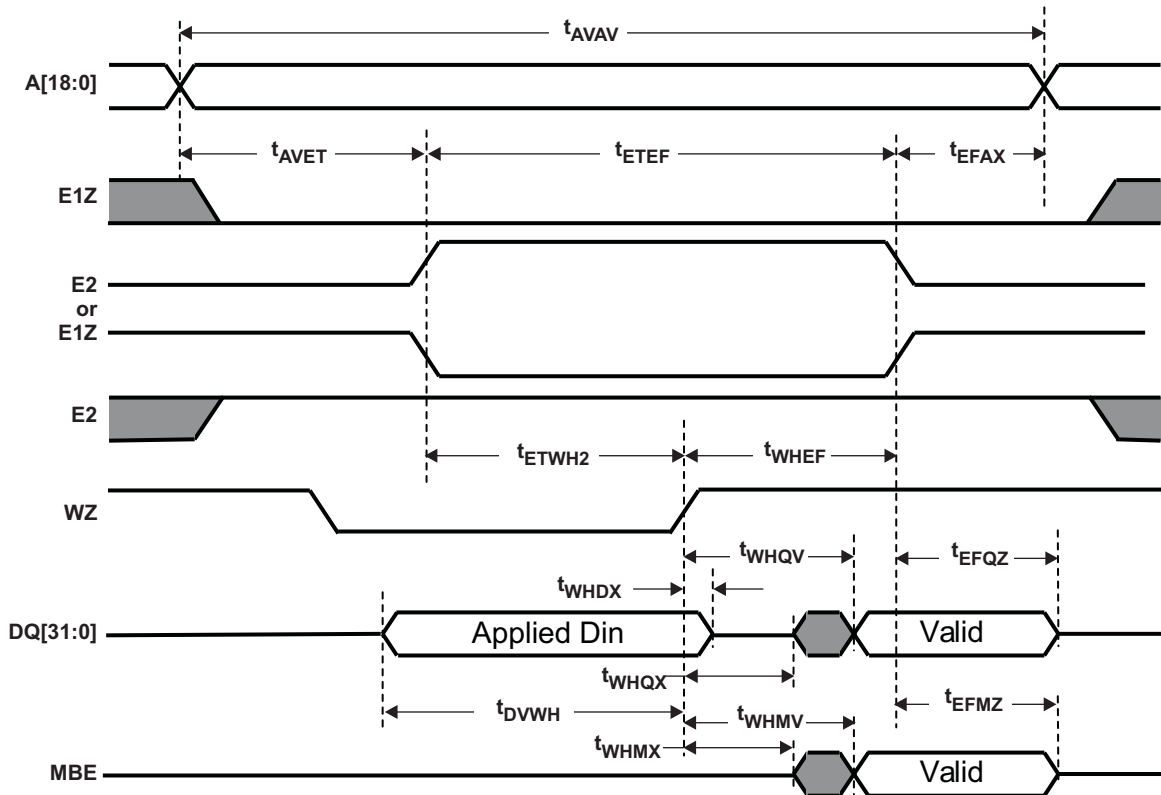 tAVAV
A[18:0]
tAVET
tETEF
tEFAX
E1Z
E2
or
E1Z
E2
tETWH2
tWHEF
WZ
tWHQV
tEFQZ
tWHDX
DQ[31:0]
Applied Din
Valid
tWHQX
tDVWH
tWHMV
tEFMZ
tWHMX
MBE
Valid